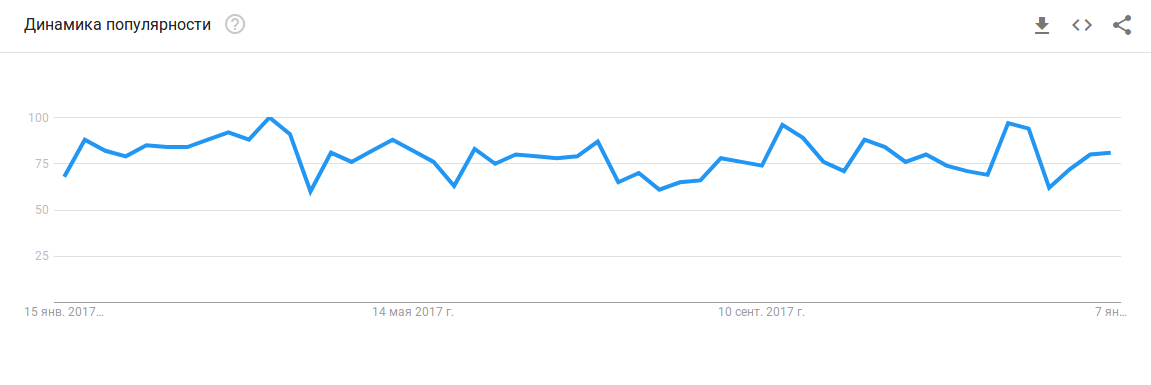 Динамика популярности ?
100
75
50
25
15 янв. 2017…
14 мая 2017 г.
10 сент. 2017 г.
7 ян…